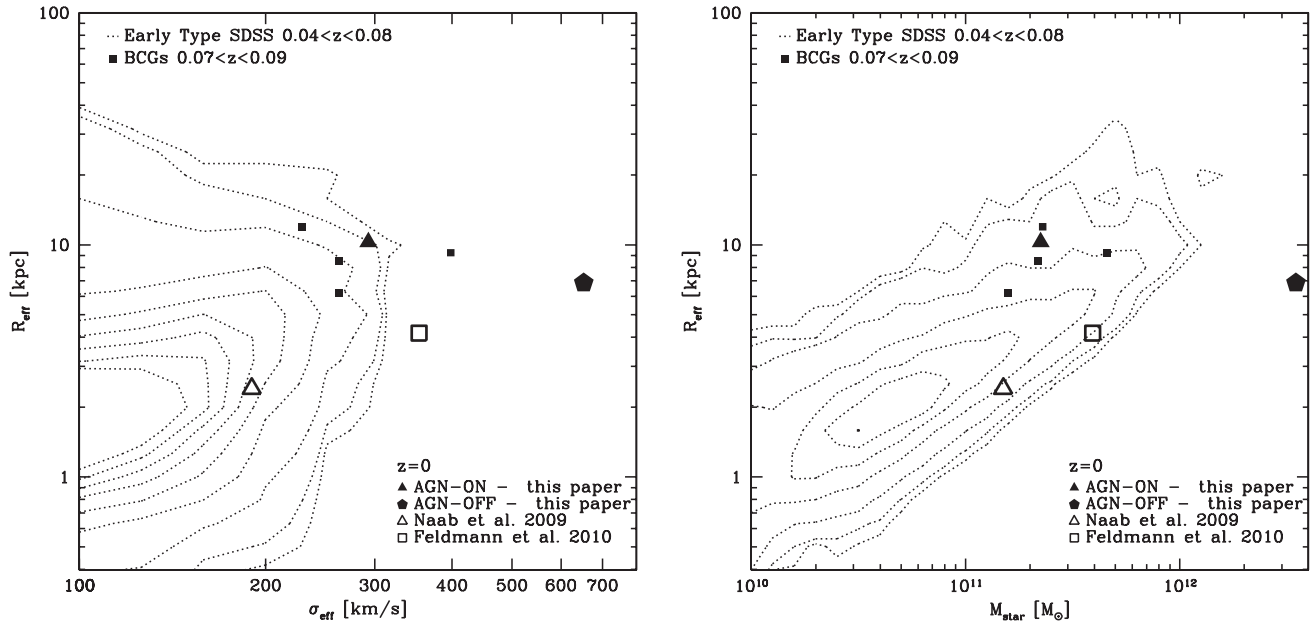 100
10
1
R_eff [kpc]
Early Type SDSS 0.04<z<0.08
BCGs 0.07<z<0.09
z=0
AGN-ON - this paper
AGN-OFF - this paper
Naab et al. 2009
Feldmann et al. 2010
100 200 300 400 500 600 700
σ_eff [km/s]
100
10
1
R_eff [kpc]
Early Type SDSS 0.04<z<0.08
BCGs 0.07<z<0.09
z=0
AGN-ON - this paper
AGN-OFF - this paper
Naab et al. 2009
Feldmann et al. 2010
10^10 10^11 10^12
M_star [M_⊙]